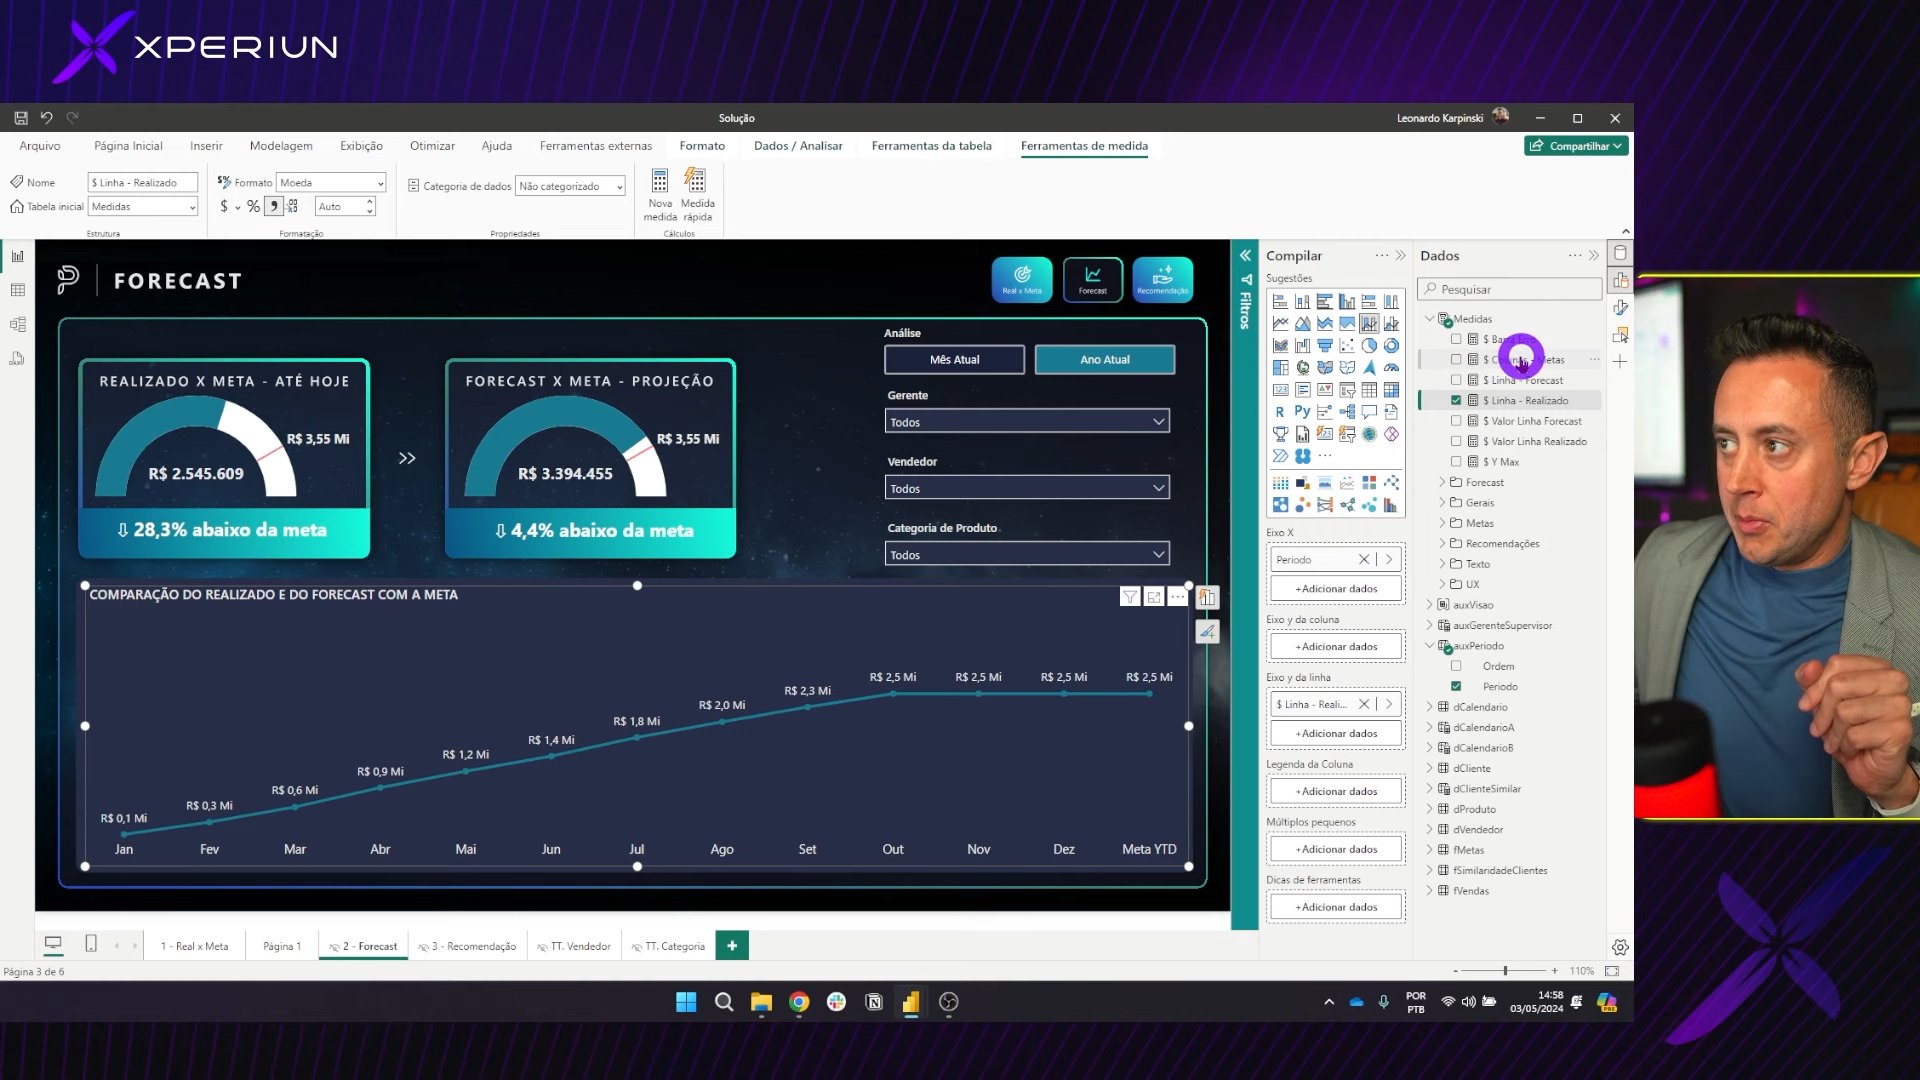 XPERIUN
Solução
Leonardo Karpinski
Arquivo
Página Inicial
Inserir
Modelagem
Exibição
Otimizar
Ajuda
Ferramentas externas
Formato
Dados / Analisar
Ferramentas da tabela
Ferramentas de medida
Compartilhar
Nome
$ Linha - Realizado
Tabela inicial
Medidas
Estrutura
Formato
Moeda
$
%
Auto
Formatação
Categoria de dados
Não categorizado
Propriedades
Nova medida
Medida rápida
Cálculos
FORECAST
Real x Meta
Forecast
Recomendação
REALIZADO X META - ATÉ HOJE
R$ 3,55 Mi
R$ 2.545.609
⇩ 28,3% abaixo da meta
FORECAST X META - PROJEÇÃO
R$ 3,55 Mi
R$ 3.394.455
⇩ 4,4% abaixo da meta
Análise
Mês Atual
Ano Atual
Gerente
Todos
Vendedor
Todos
Categoria de Produto
Todos
COMPARAÇÃO DO REALIZADO E DO FORECAST COM A META
R$ 0,1 Mi
R$ 0,3 Mi
R$ 0,6 Mi
R$ 0,9 Mi
R$ 1,2 Mi
R$ 1,4 Mi
R$ 1,8 Mi
R$ 2,0 Mi
R$ 2,3 Mi
R$ 2,5 Mi
R$ 2,5 Mi
R$ 2,5 Mi
R$ 2,5 Mi
Jan
Fev
Mar
Abr
Mai
Jun
Jul
Ago
Set
Out
Nov
Dez
Meta YTD
Filtros
Compilar
Sugestões
R
Py
123
Eixo X
Periodo
+Adicionar dados
Eixo y da coluna
+Adicionar dados
Eixo y da linha
$ Linha - Reali...
+Adicionar dados
Legenda da Coluna
+Adicionar dados
Múltiplos pequenos
+Adicionar dados
Dicas de ferramentas
+Adicionar dados
Dados
Pesquisar
Medidas
$ Barra
Metas
$ Linha - Forecast
$ Linha - Realizado
$ Valor Linha Forecast
$ Valor Linha Realizado
$ Y Max
Forecast
Gerais
Metas
Recomendações
Texto
UX
auxVisao
auxGerenteSupervisor
auxPeriodo
Ordem
Periodo
dCalendario
dCalendarioA
dCalendarioB
dCliente
dClienteSimilar
dProduto
dVendedor
fMetas
fSimilaridadeClientes
fVendas
1 - Real x Meta
Página 1
2 - Forecast
3 - Recomendação
TT. Vendedor
TT. Categoria
Página 3 de 6
110%
POR
PTB
14:58
03/05/2024
PRE